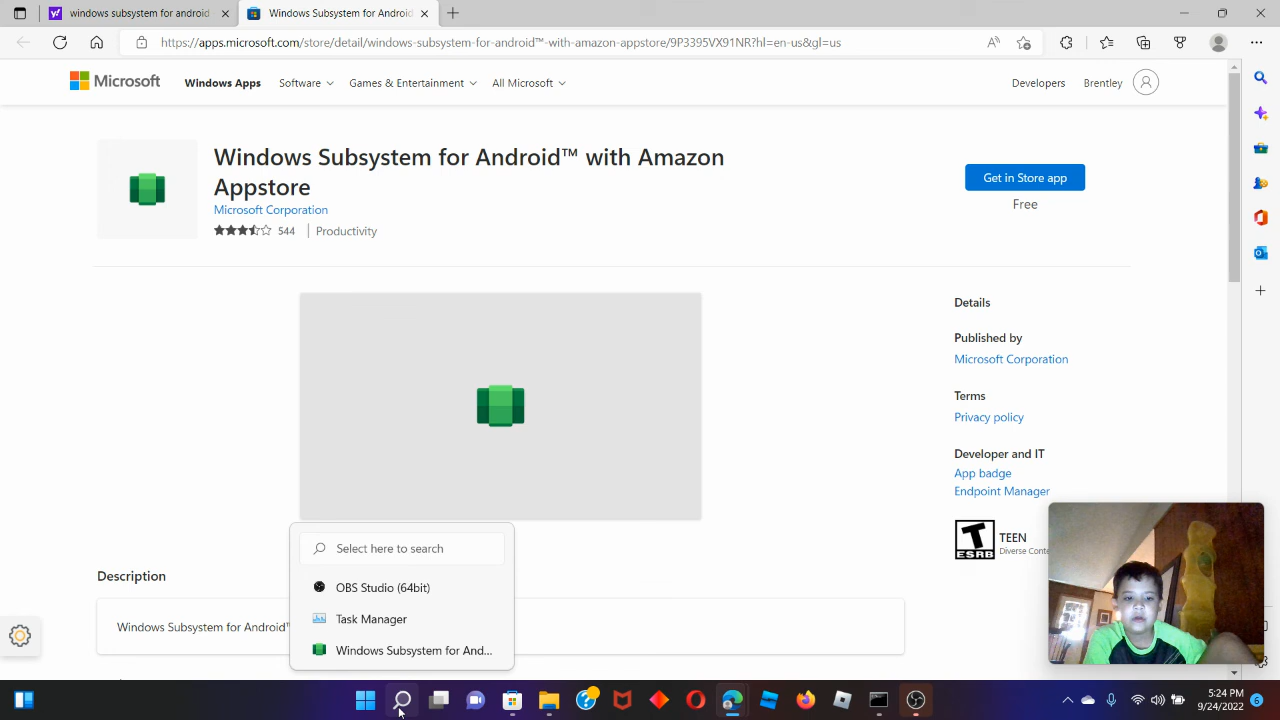 windows subsystem for android
Windows Subsystem for Android
https://apps.microsoft.com/store/detail/windows-subsystem-for-android™-with-amazon-appstore/9P3395VX91NR?hl=en-us&gl=us
Microsoft
Windows Apps
Software
Games & Entertainment
All Microsoft
Developers
Brentley
Windows Subsystem for Android™ with Amazon
Appstore
Microsoft Corporation
544
Productivity
Get in Store app
Free
Details
Published by
Microsoft Corporation
Terms
Privacy policy
Developer and IT
App badge
Endpoint Manager
T
ESRB
TEEN
Diverse Conte
Select here to search
OBS Studio (64bit)
Task Manager
Windows Subsystem for And...
Description
Windows Subsystem for Android™
5:24 PM
9/24/2022
6